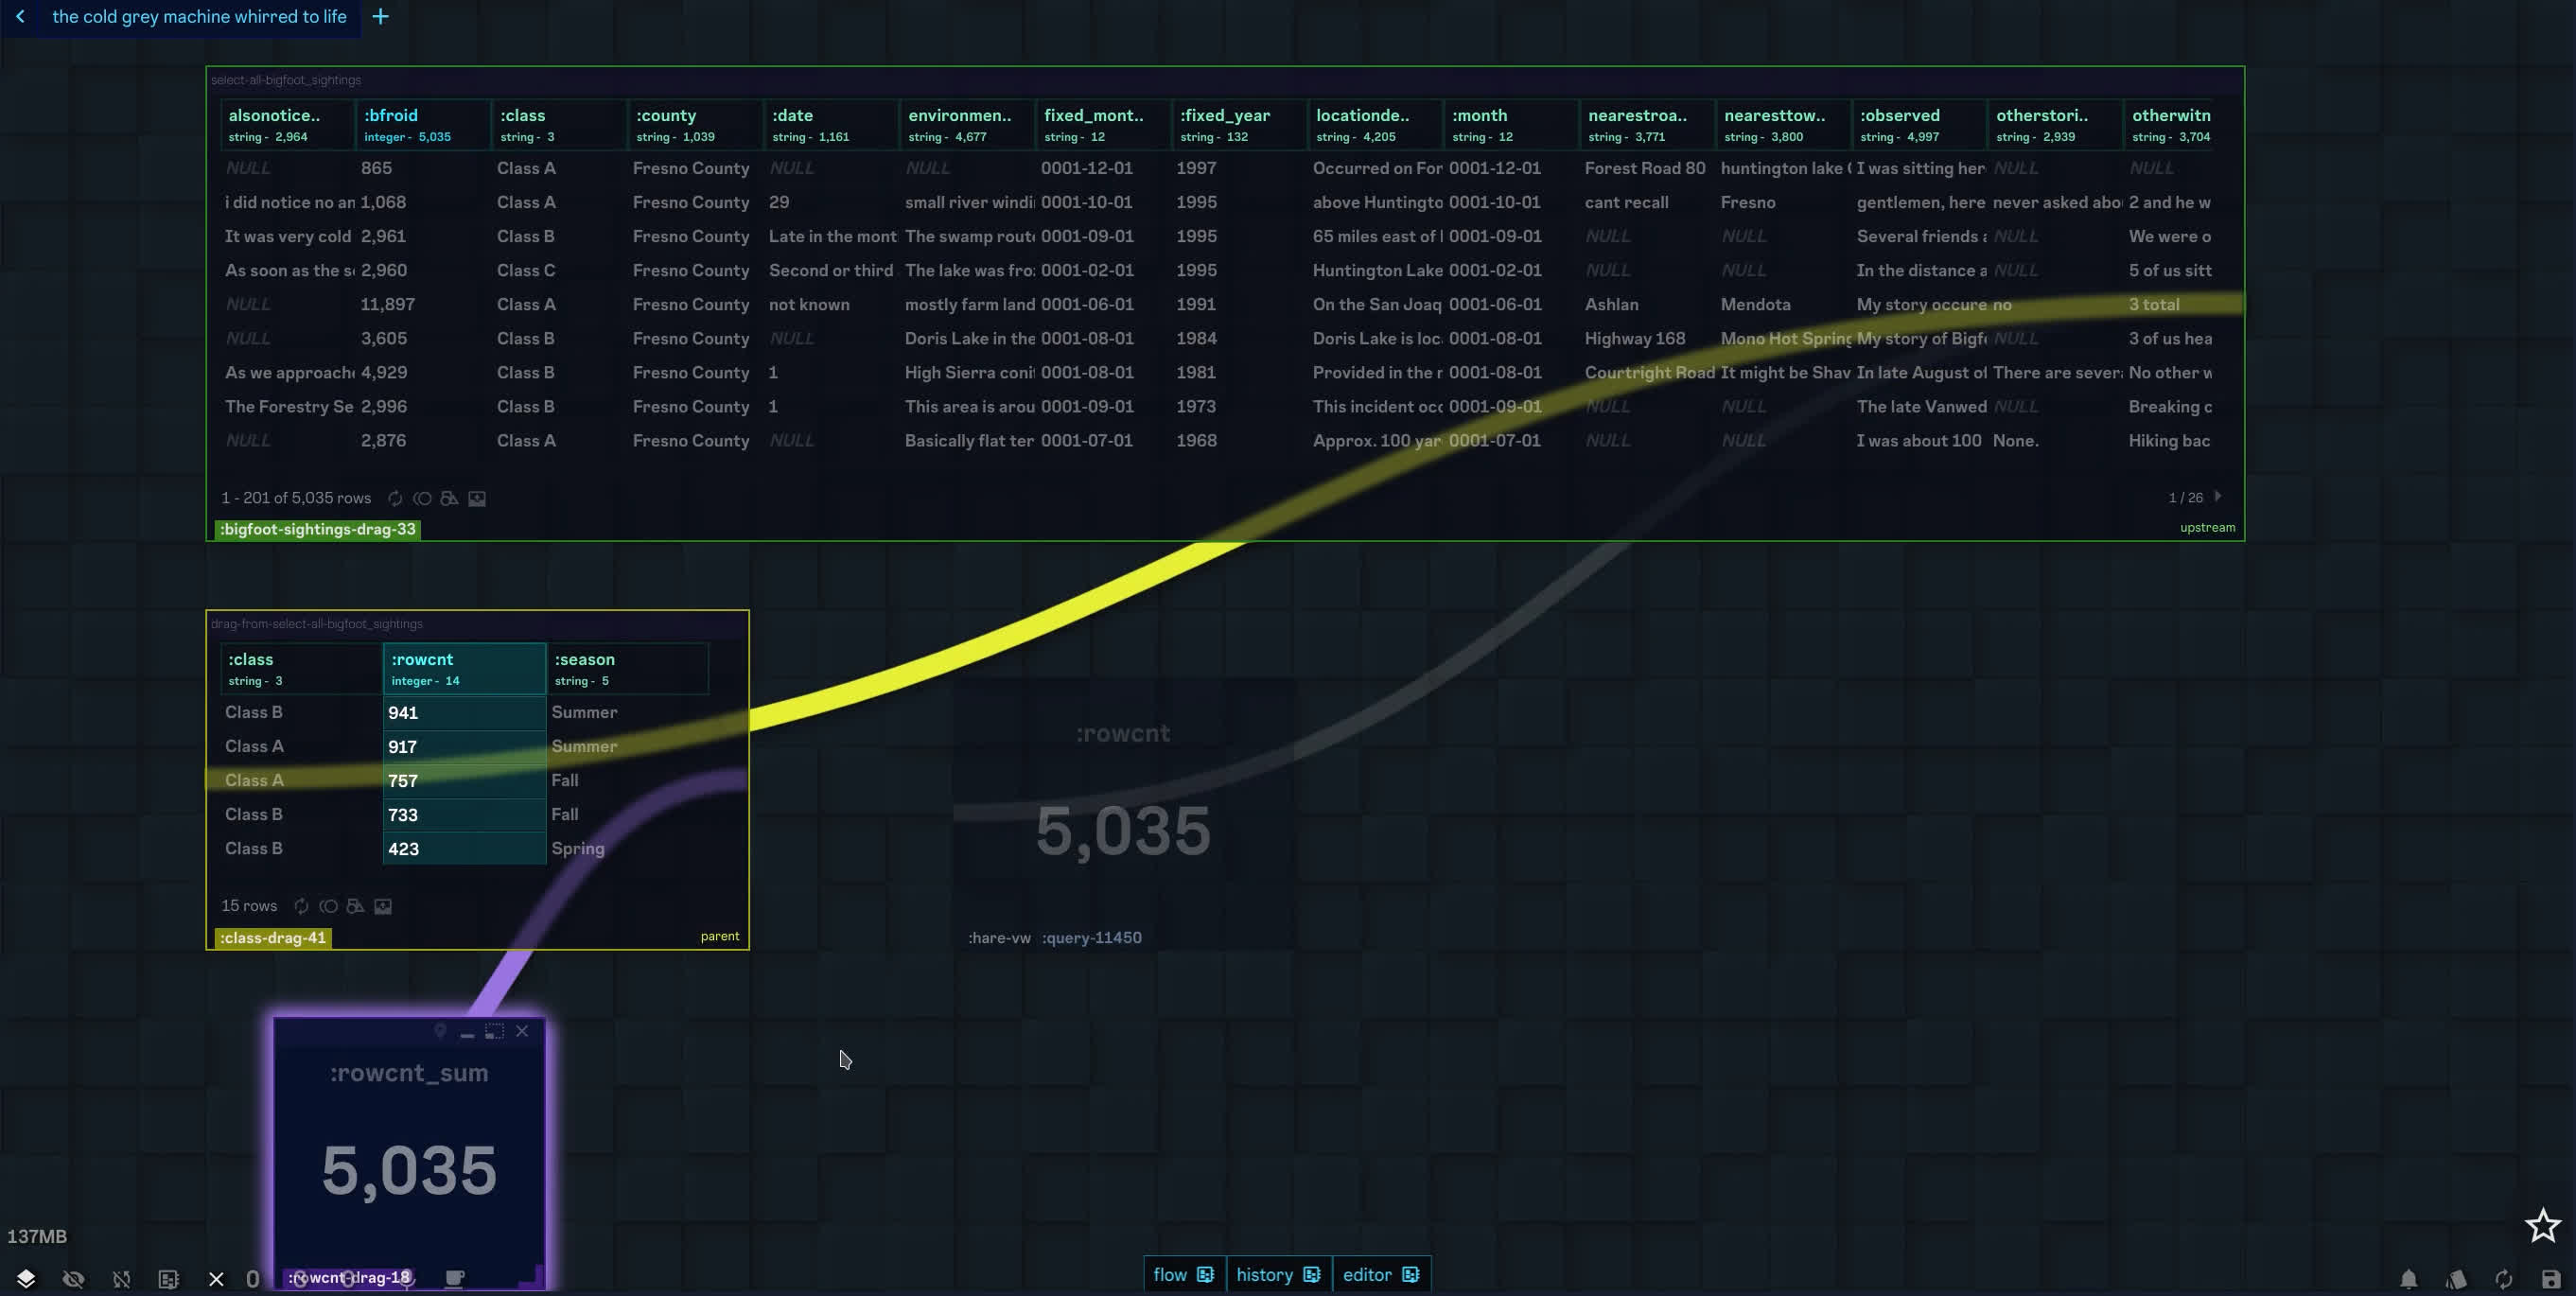 the cold grey machine whirred to life +
select-all-bigfoot_sightings
alsonotice.. :bfroid :class :county :date environmen.. fixed_mont.. :fixed_year locationde.. :month nearestroa.. nearesttow.. :observed otherstori.. otherwitn
string - 2,964 integer - 5,035 string - 3 string - 1,039 string - 1,161 string - 4,677 string - 12 string - 132 string - 4,205 string - 12 string - 3,771 string - 3,800 string - 4,997 string - 2,939 string - 3,704
NULL 865 Class A Fresno County NULL NULL 0001-12-01 1997 Occurred on For 0001-12-01 Forest Road 80 huntington lake I was sitting her NULL NULL
i did notice no an 1,068 Class A Fresno County 29 small river windi 0001-10-01 1995 above Huntingto 0001-10-01 cant recall Fresno gentlemen, here never asked abo 2 and he w
It was very cold 2,961 Class B Fresno County Late in the mont The swamp rout 0001-09-01 1995 65 miles east of 0001-09-01 NULL NULL Several friends NULL We were o
As soon as the s 2,960 Class C Fresno County Second or third The lake was fro 0001-02-01 1995 Huntington Lake 0001-02-01 NULL NULL In the distance a NULL 5 of us sitt
NULL 11,897 Class A Fresno County not known mostly farm land 0001-06-01 1991 On the San Joaq 0001-06-01 Ashlan Mendota My story occure no 3 total
NULL 3,605 Class B Fresno County NULL Doris Lake in the 0001-08-01 1984 Doris Lake is loc 0001-08-01 Highway 168 Mono Hot Spring My story of Bigf NULL 3 of us hea
As we approach 4,929 Class B Fresno County 1 High Sierra coni 0001-08-01 1981 Provided in the r 0001-08-01 Courtright Road It might be Shav In late August of There are sever No other w
The Forestry Se 2,996 Class B Fresno County 1 This area is arou 0001-09-01 1973 This incident occ 0001-09-01 NULL NULL The late Vanwed NULL Breaking c
NULL 2,876 Class A Fresno County NULL Basically flat ter 0001-07-01 1968 Approx. 100 yar 0001-07-01 NULL NULL I was about 100 None. Hiking bac
1 - 201 of 5,035 rows 1 / 26
:bigfoot-sightings-drag-33 upstream
drag-from-select-all-bigfoot_sightings
:class :rowcnt :season
string - 3 integer - 14 string - 5
Class B 941 Summer
Class A 917 Summer
Class A 757 Fall
Class B 733 Fall
Class B 423 Spring
15 rows
:class-drag-41 parent
:rowcnt
5,035
:hare-vw :query-11450
:rowcnt_sum
5,035
:rowcnt-drag-18
137MB
0
flow history editor